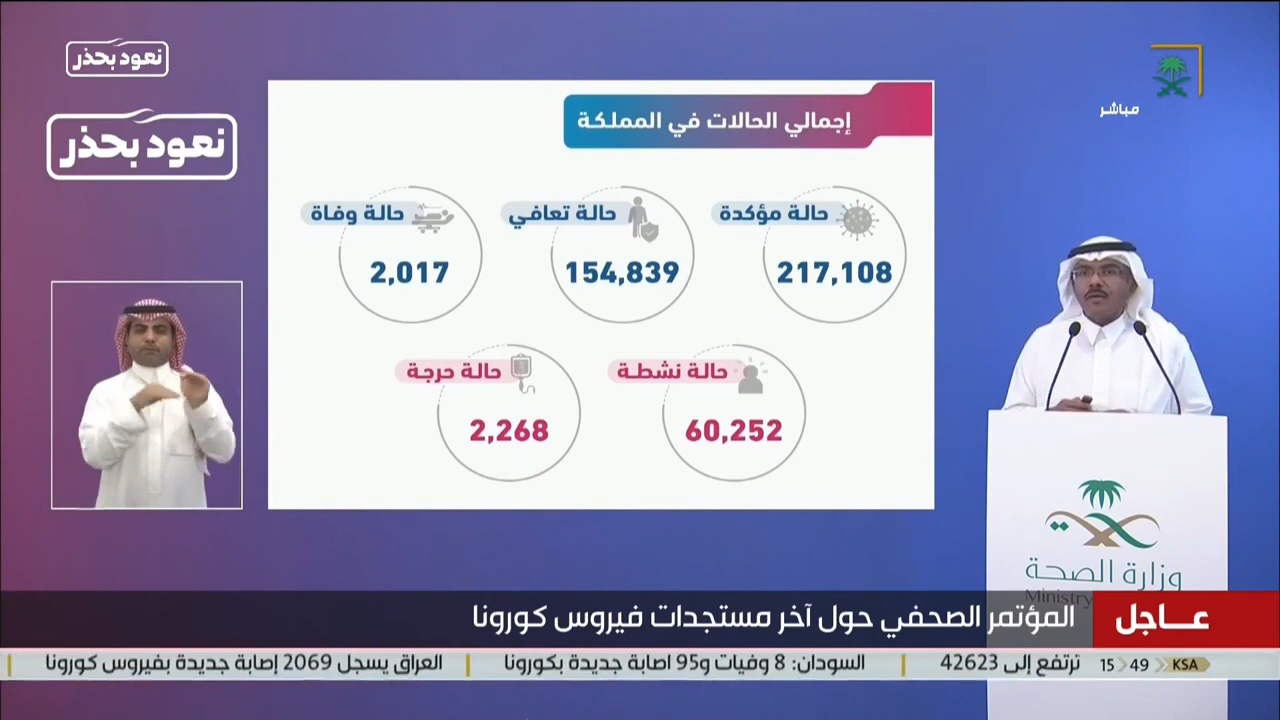 نعود بحذر
مباشر
نعود بحذر
إجمالي الحالات في المملكة
حالة مؤكدة
217,108
حالة تعافي
154,839
حالة وفاة
2,017
حالة نشطة
60,252
حالة حرجة
2,268
وزارة الصحة
Ministry
عاجل
المؤتمر الصحفي حول آخر مستجدات فيروس كورونا
KSA 15 49
ترتفع إلى 42623 | السودان: 8 وفيات و95 اصابة جديدة بكورونا | العراق يسجل 2069 إصابة جديدة بفيروس كورونا